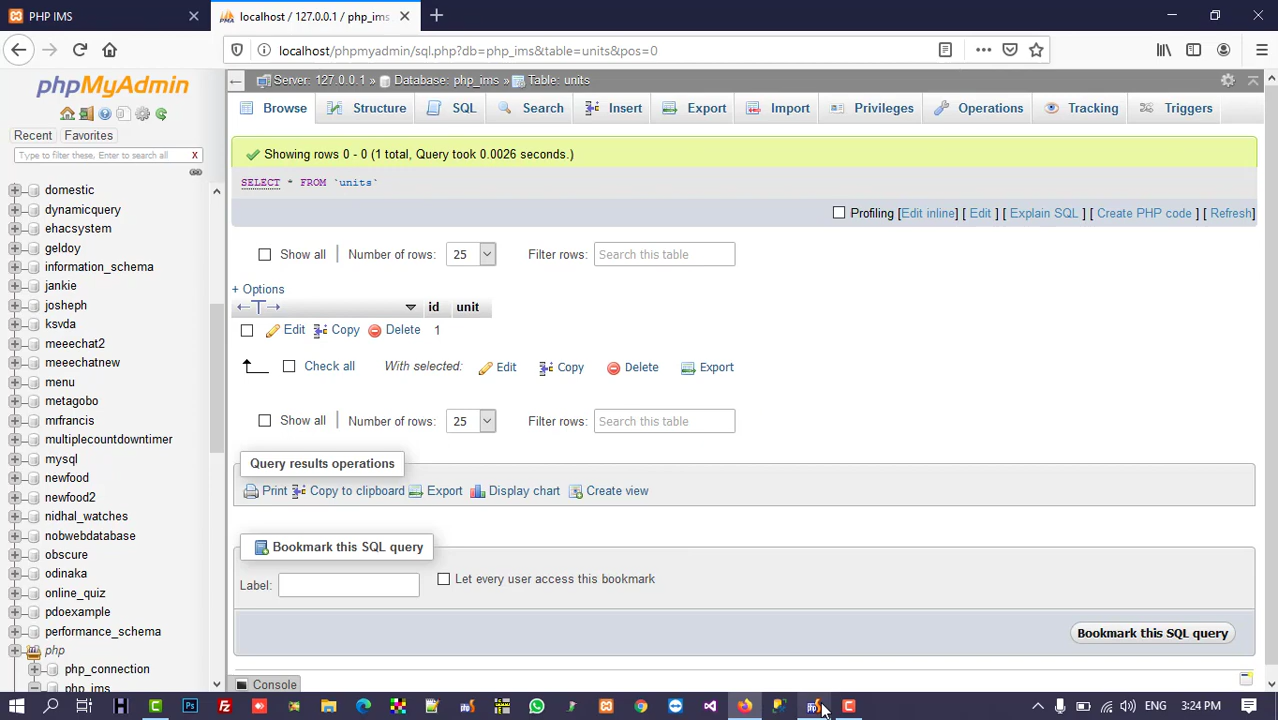 PHP IMS
localhost / 127.0.0.1 / php_ims
localhost/phpmyadmin/sql.php?db=php_ims&table=units&pos=0
phpMyAdmin
Recent Favorites
Type to filter these, Enter to search all X
domestic
dynamicquery
ehacsystem
geldoy
information_schema
jankie
josheph
ksvda
meeechat2
meeechatnew
menu
metagobo
mrfrancis
multiplecountdowntimer
mysql
newfood
newfood2
nidhal_watches
nobwebdatabase
obscure
odinaka
online_quiz
pdoexample
performance_schema
php
php_connection
php_ims
Server: 127.0.0.1 » Database: php_ims » Table: units
Browse Structure SQL Search Insert Export Import Privileges Operations Tracking Triggers
Showing rows 0 - 0 (1 total, Query took 0.0026 seconds.)
SELECT * FROM `units`
Profiling [Edit inline] [ Edit ] [ Explain SQL ] [ Create PHP code ] [ Refresh]
Show all Number of rows: 25 Filter rows: Search this table
+ Options
←T→ id unit
Edit Copy Delete 1
Check all With selected: Edit Copy Delete Export
Show all Number of rows: 25 Filter rows: Search this table
Query results operations
Print Copy to clipboard Export Display chart Create view
Bookmark this SQL query
Label: Let every user access this bookmark
Bookmark this SQL query
Console
ENG 3:24 PM